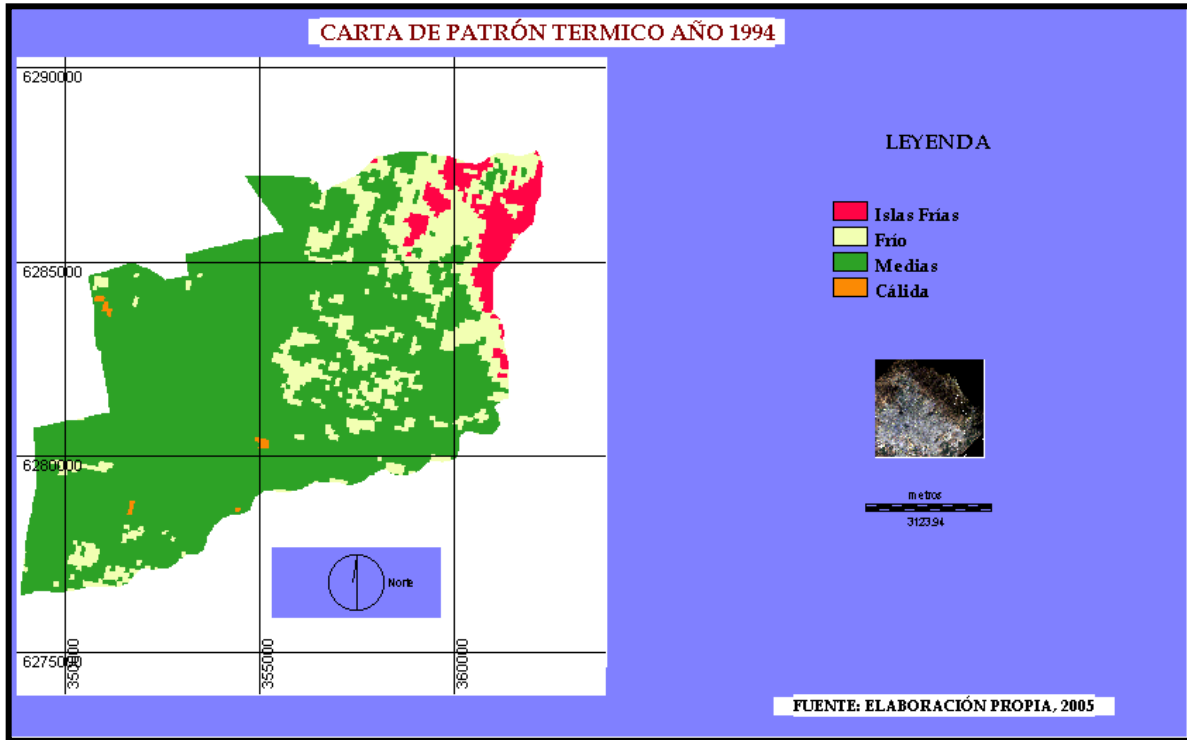 CARTA DE PATRÓN TERMICO AÑO 1994
6290000
6285000
6280000
6275000
350000
355000
360000
Norte
LEYENDA
Islas Frías
Frío
Medias
Cálida
metros
3123.94
FUENTE: ELABORACIÓN PROPIA, 2005